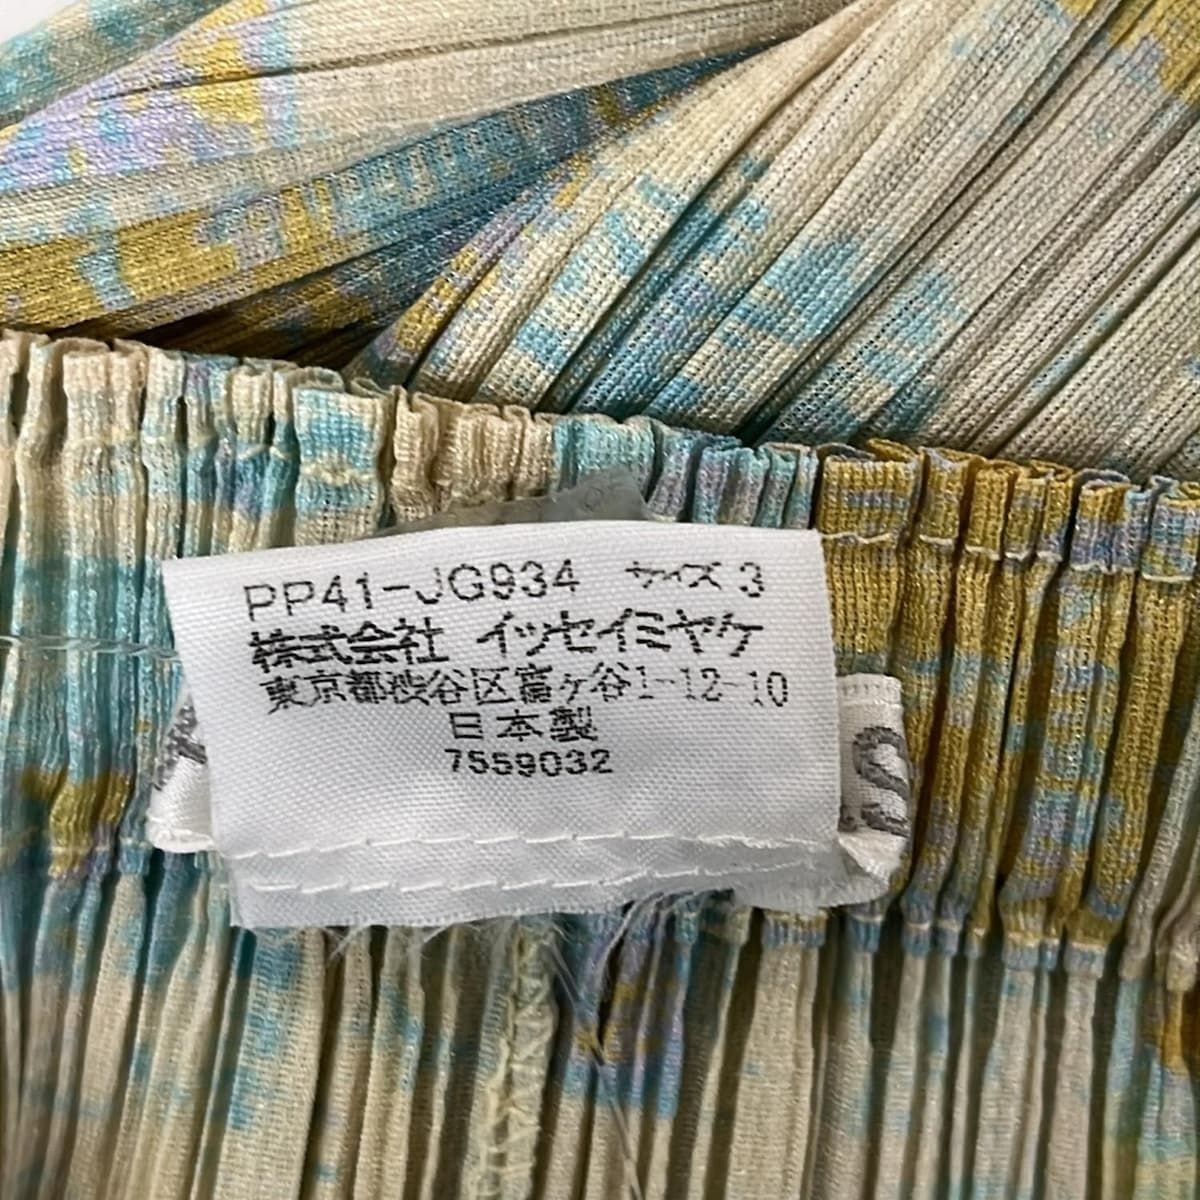 PP41-JG934 サイズ 3
株式会社 イッセイミヤケ
東京都渋谷区富ヶ谷1-12-10
日本製
7559032
S